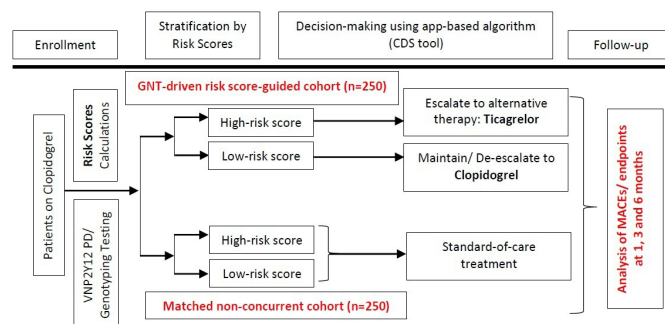 Enrollment
Stratification by
Risk Scores
Decision-making using app-based algorithm
(CDS tool)
Follow-up
GNT-driven risk score-guided cohort (n=250)
Patients on Clopidogrel
Risk Scores
Calculations
VNP2Y12 PD/
Genotyping Testing
High-risk score
Low-risk score
Escalate to alternative
therapy: Ticagrelor
Maintain/ De-escalate to
Clopidogrel
High-risk score
Low-risk score
Standard-of-care
treatment
Matched non-concurrent cohort (n=250)
Analysis of MACEs/ endpoints
at 1, 3 and 6 months